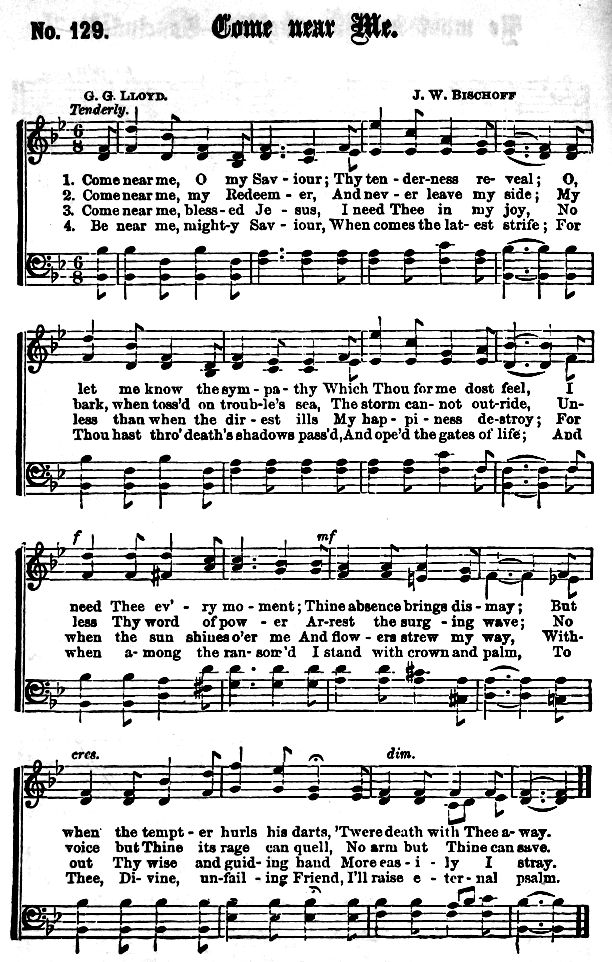 No. 129. Come near Me.
G. G. LLOYD. J. W. BISCHOFF
Tenderly.
1. Come near me, O my Sav - iour; Thy ten - der-ness re - veal; O,
2. Come near me, my Redeem - er, And nev - er leave my side; My
3. Come near me, bless - ed Je - sus, I need Thee in my joy, No
4. Be near me, might-y Sav - iour, When comes the lat - est strife; For
let me know the sym - pa - thy Which Thou for me dost feel, I
bark, when toss'd on trou-ble's sea, The storm can - not out-ride, Un-
less than when the dir - est ills My hap - pi - ness de-stroy; For
Thou hast thro' death's shadows pass'd, And ope'd the gates of life; And
f mf
need Thee ev' - ry mo - ment; Thine absence brings dis - may; But
less Thy word of pow - er Ar-rest the surg - ing wave; No
when the sun shines o'er me And flow - ers strew my way, With-
when a-mong the ran-som'd I stand with crown and palm, To
cres. dim.
when the tempt - er hurls his darts, 'Twere death with Thee a-way.
voice but Thine its rage can quell, No arm but Thine can save.
out Thy wise and guid - ing hand More eas - i - ly I stray.
Thee, Di - vine, un-fail - ing Friend, I'll raise e - ter - nal psalm.